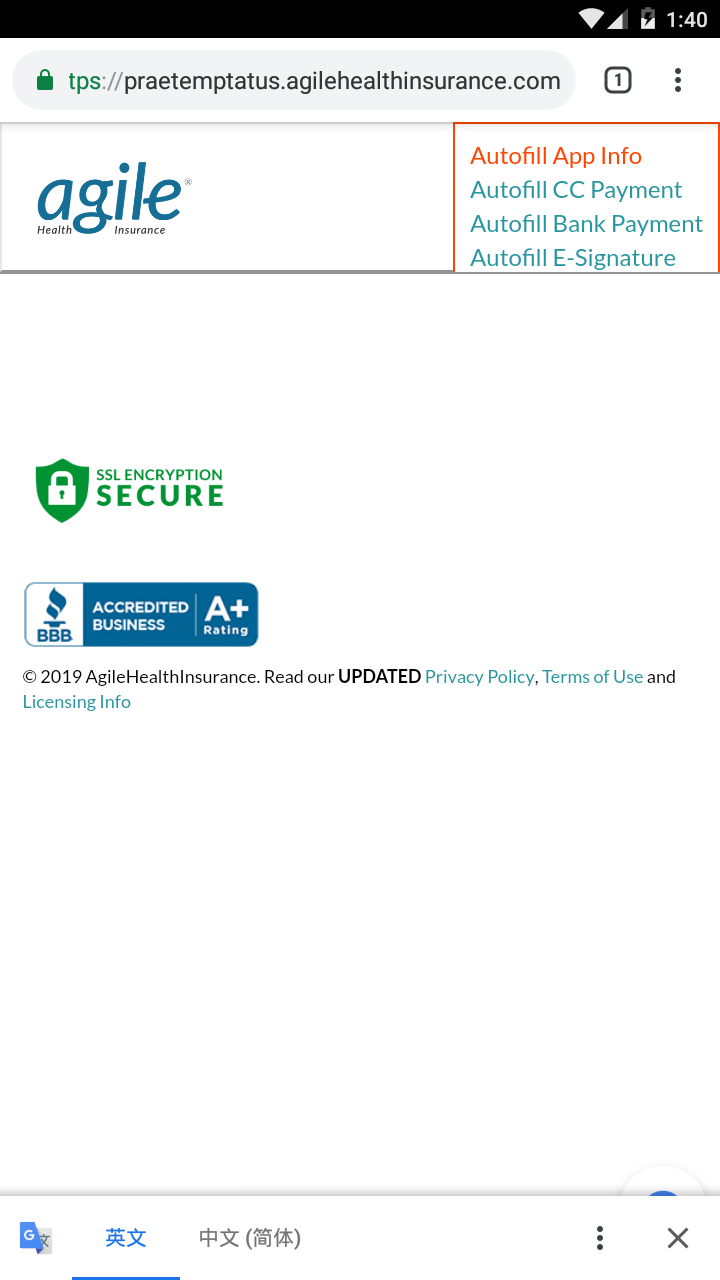 1:40
tps://praetemptatus.agilehealthinsurance.com
1
agile®
Health Insurance
Autofill App Info
Autofill CC Payment
Autofill Bank Payment
Autofill E-Signature
SSL ENCRYPTION
SECURE
BBB
ACCREDITED
BUSINESS
A+
Rating
© 2019 AgileHealthInsurance. Read our UPDATED Privacy Policy, Terms of Use and
Licensing Info
G 文
英文
中文 (简体)